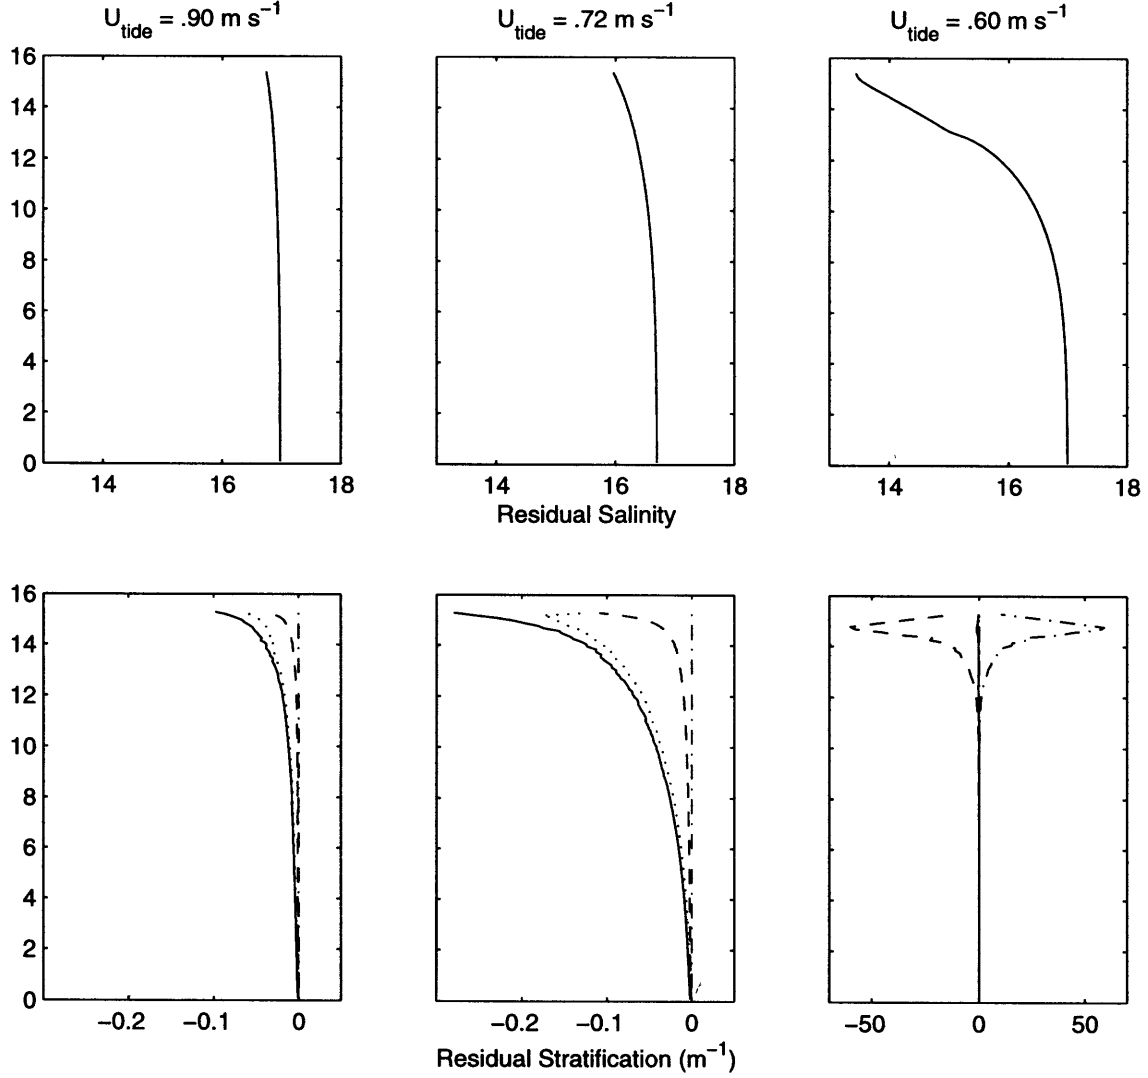 U_tide = .90 m s^−1
U_tide = .72 m s^−1
U_tide = .60 m s^−1
16
14
12
10
8
6
4
2
0
14 16 18
14 16 18
14 16 18
Residual Salinity
16
14
12
10
8
6
4
2
0
−0.2 −0.1 0
−0.2 −0.1 0
−50 0 50
Residual Stratification (m^−1)